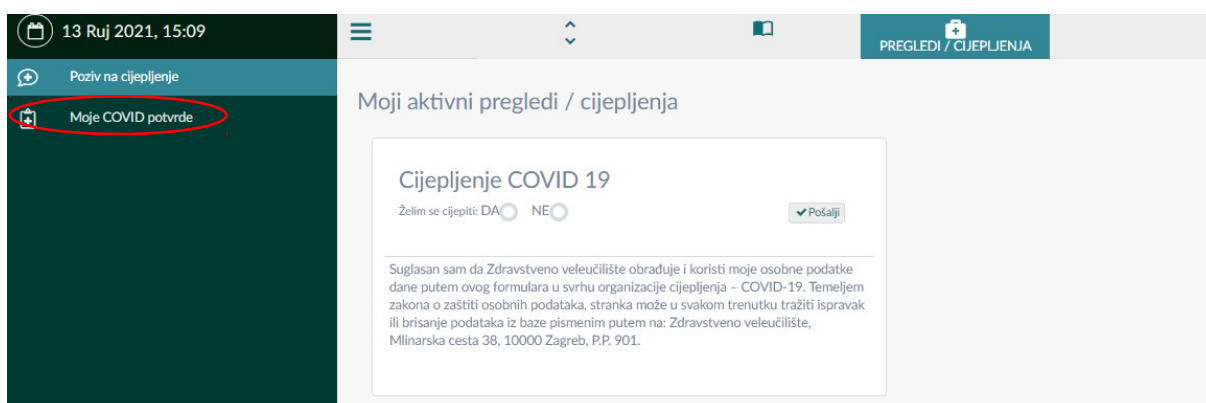 13 Ruj 2021, 15:09
PREGLEDI / CIJEPLJENJA
Poziv na cijepljenje
Moje COVID potvrde
Moji aktivni pregledi / cijepljenja
Cijepljenje COVID 19
Želim se cijepiti: DA NE
Pošalji
Suglasan sam da Zdravstveno veleučilište obrađuje i koristi moje osobne podatke
dane putem ovog formulara u svrhu organizacije cijepljenja – COVID-19. Temeljem
zakona o zaštiti osobnih podataka, stranka može u svakom trenutku tražiti ispravak
ili brisanje podataka iz baze pismenim putem na: Zdravstveno veleučilište,
Mlinarska cesta 38, 10000 Zagreb, P.P. 901.